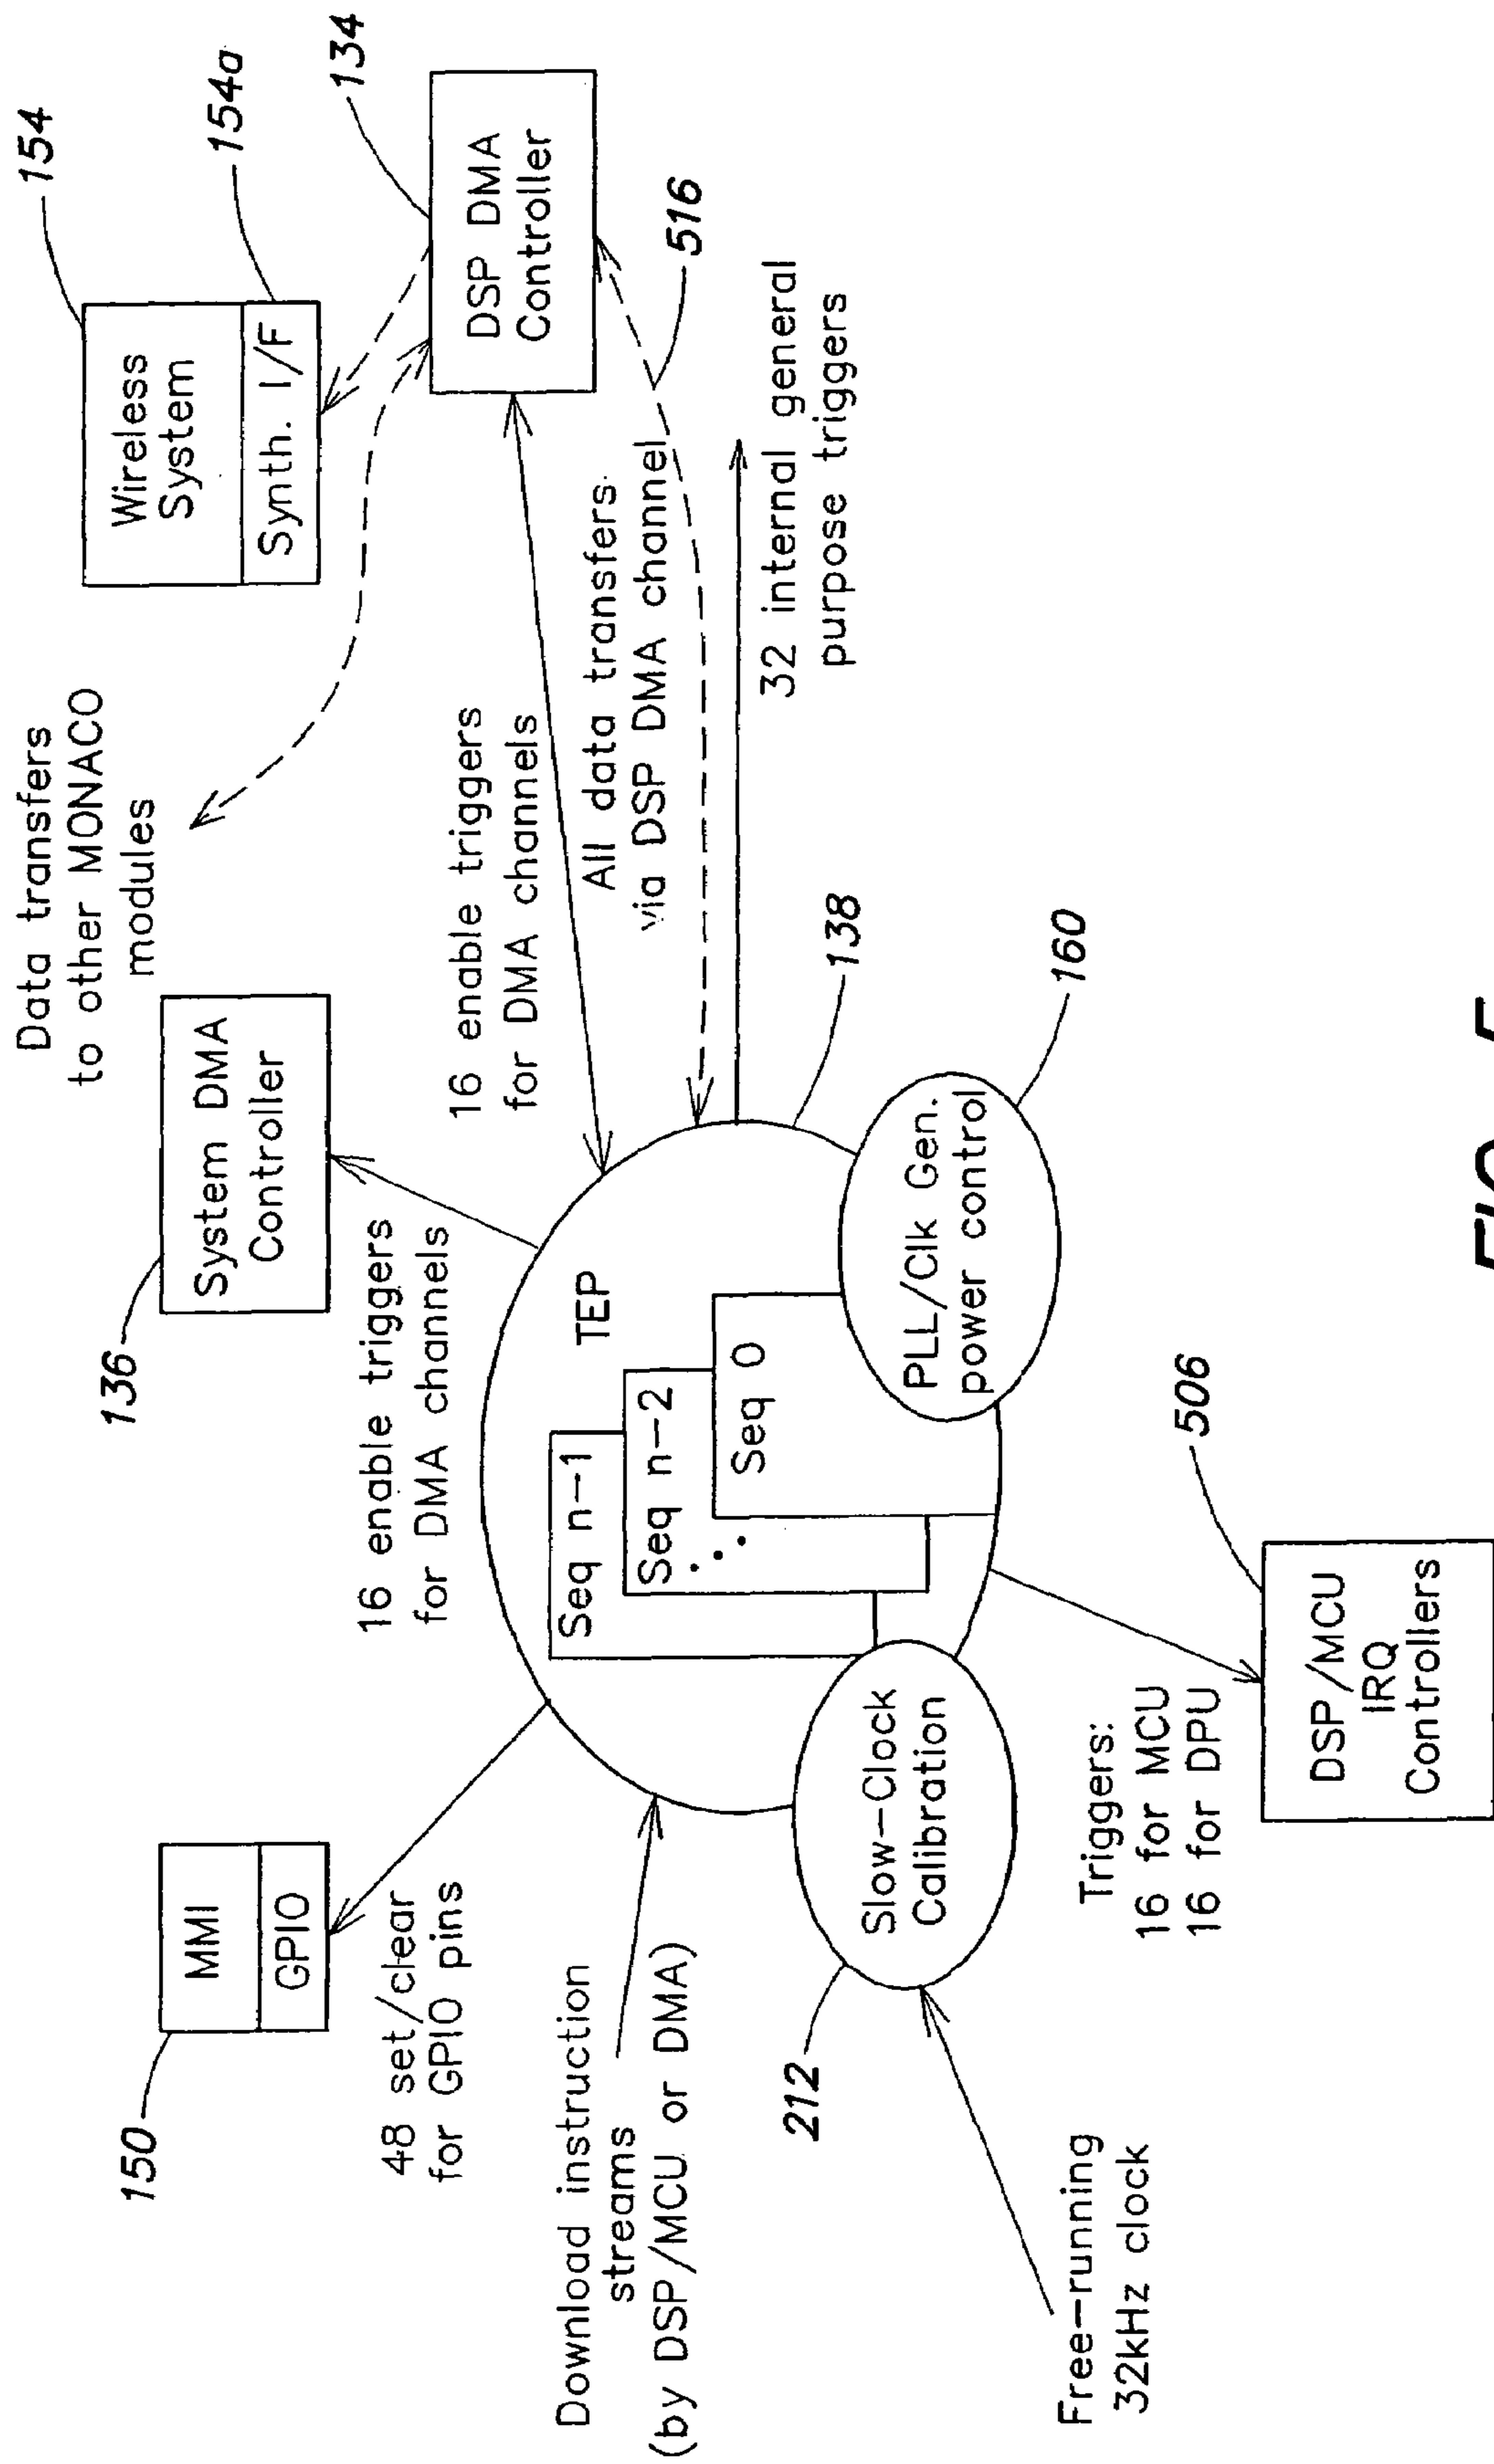 Data transfers
to other MONACO
modules
154
Wireless
System
Synth. I/F
154a
134
DSP DMA
Controller
136
System DMA
Controller
150
MMI
GPIO
48 set/clear
for GPIO pins
16 enable triggers
for DMA channels
16 enable triggers
for DMA channels
All data transfers
via DSP DMA channel
516
32 internal general
purpose triggers
Download instruction
streams
(by DSP/MCU or DMA)
TEP
Seq n-1
Seq n-2
Seq 0
138
Slow-Clock
Calibration
212
PLL/Clk Gen.
power control
160
Free-running
32kHz clock
Triggers:
16 for MCU
16 for DPU
506
DSP/MCU
IRQ
Controllers